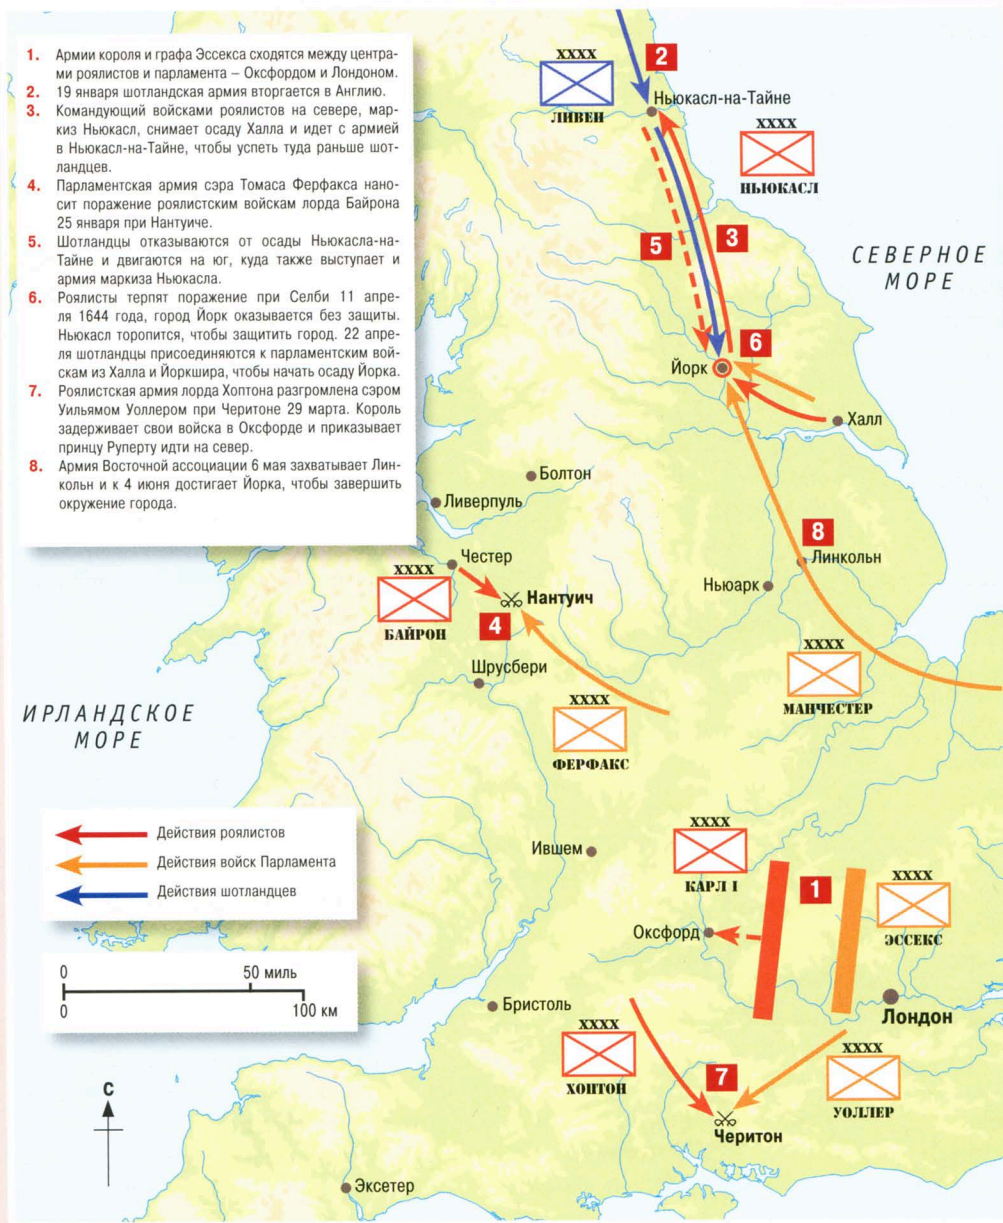 1. Армии короля и графа Эссекса сходятся между центра-
ми роялистов и парламента – Оксфордом и Лондоном.
2. 19 января шотландская армия вторгается в Англию.
3. Командующий войсками роялистов на севере, мар-
киз Ньюкасл, снимает осаду Халла и идет с армией
в Ньюкасл-на-Тайне, чтобы успеть туда раньше шот-
ландцев.
4. Парламентская армия сэра Томаса Ферфакса нано-
сит поражение роялистским войскам лорда Байрона
25 января при Нантуиче.
5. Шотландцы отказываются от осады Ньюкасла-на-
Тайне и двигаются на юг, куда также выступает и
армия маркиза Ньюкасла.
6. Роялисты терпят поражение при Селби 11 апре-
ля 1644 года, город Йорк оказывается без защиты.
Ньюкасл торопится, чтобы защитить город. 22 апре-
ля шотландцы присоединяются к парламентским вой-
скам из Халла и Йоркшира, чтобы начать осаду Йорка.
7. Роялистская армия лорда Хоптона разгромлена сэром
Уильямом Уоллером при Черитоне 29 марта. Король
задерживает свои войска в Оксфорде и приказывает
принцу Руперту идти на север.
8. Армия Восточной ассоциации 6 мая захватывает Лин-
кольн и к 4 июня достигает Йорка, чтобы завершить
окружение города.
XXXX
ЛИВЕН
2
Ньюкасл-на-Тайне
XXXX
НЬЮКАСЛ
5
3
СЕВЕРНОЕ
МОРЕ
6
Йорк
Халл
Болтон
Ливерпуль
8
Линкольн
Честер
Ньюарк
XXXX
БАЙРОН
Нантуич
4
Шрусбери
XXXX
МАНЧЕСТЕР
ИРЛАНДСКОЕ
МОРЕ
XXXX
ФЕРФАКС
Действия роялистов
Действия войск Парламента
Действия шотландцев
Ившем
XXXX
КАРЛ I
1
XXXX
ЭССЕКС
Оксфорд
0
50 миль
0
100 км
Бристоль
Лондон
XXXX
ХОПТОН
7
XXXX
УОЛЛЕР
С
Черитон
Эксетер